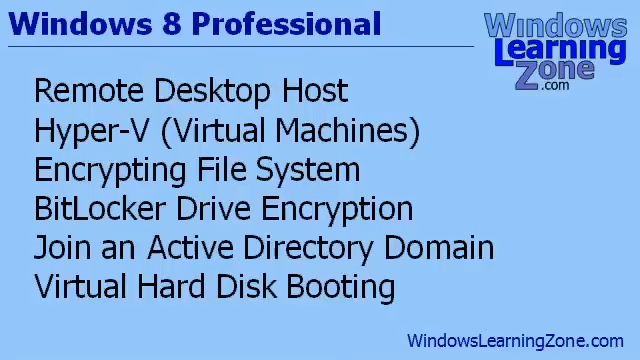 Windows 8 Professional
Windows
Learning
Zone
.com
Remote Desktop Host
Hyper-V (Virtual Machines)
Encrypting File System
BitLocker Drive Encryption
Join an Active Directory Domain
Virtual Hard Disk Booting
WindowsLearningZone.com